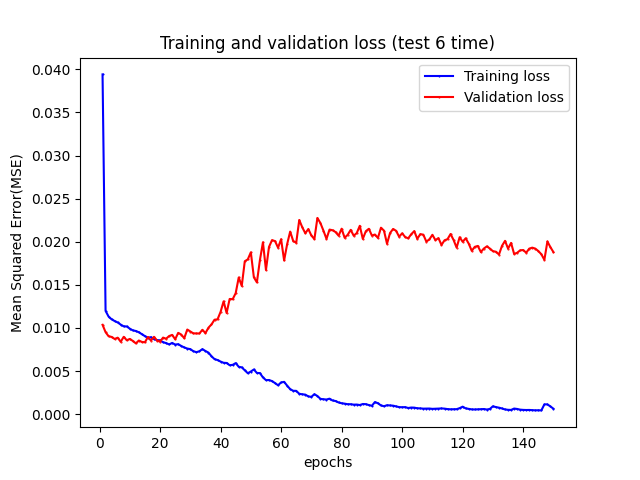 Training and validation loss (test 6 time)
Training loss
Validation loss
Mean Squared Error(MSE)
0.040
0.035
0.030
0.025
0.020
0.015
0.010
0.005
0.000
0 20 40 60 80 100 120 140
epochs